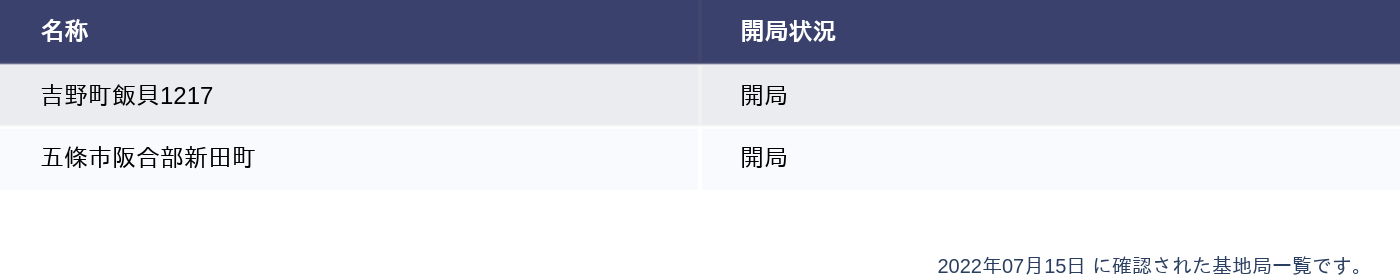 名称 開局状況
吉野町飯貝1217 開局
五條市阪合部新田町 開局
2022年07月15日 に確認された基地局一覧です。